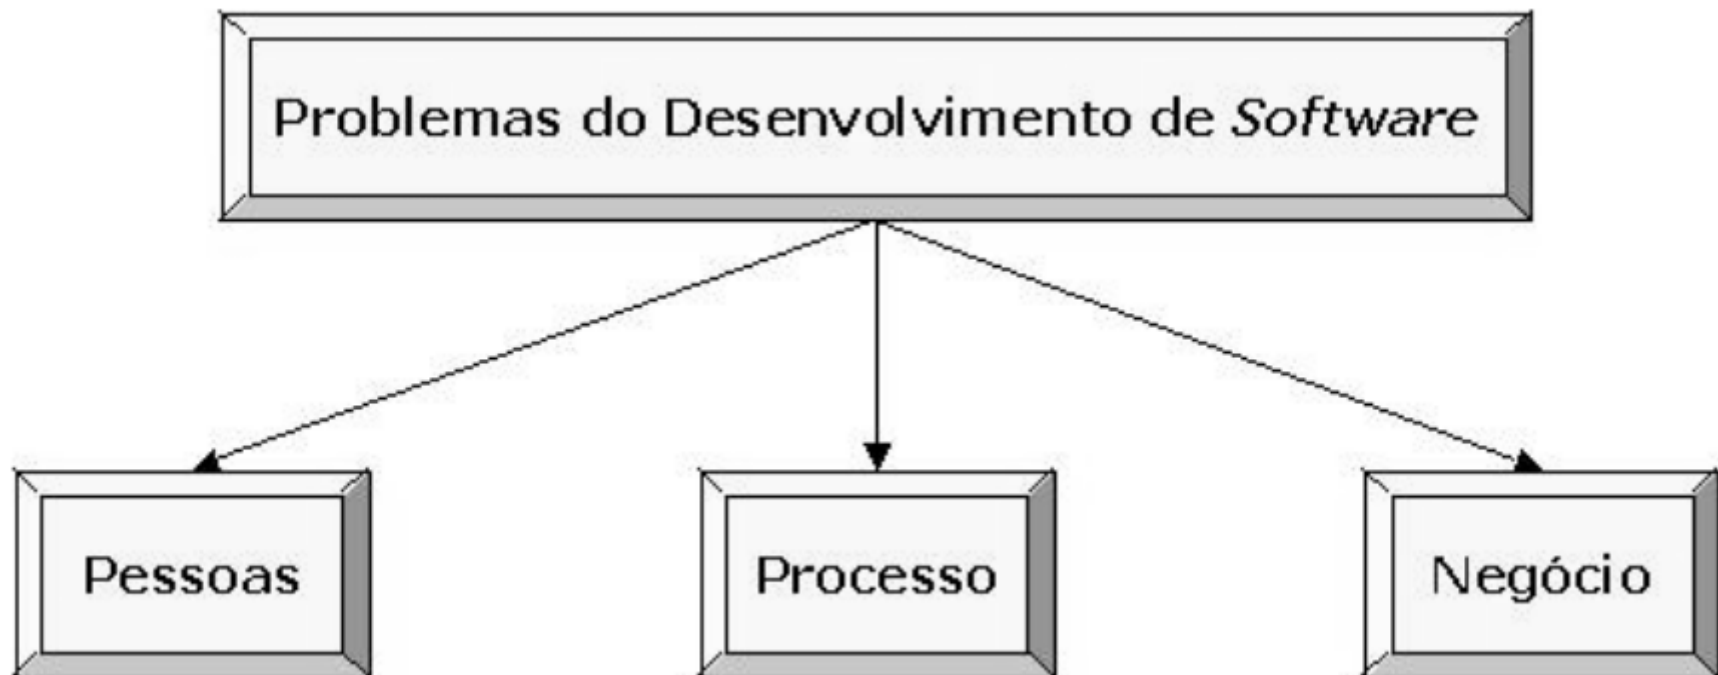 Problemas do Desenvolvimento de Software
Pessoas
Processo
Negócio